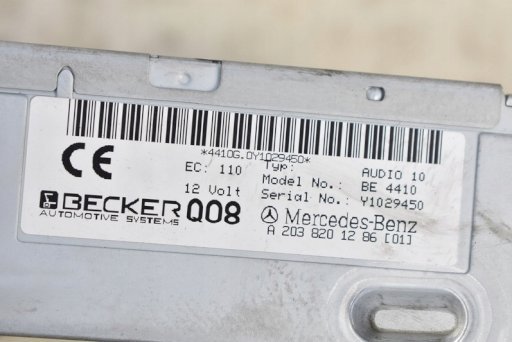 *4410G.0Y1029450*
CE
EC: 110 Typ: AUDIO 10
12 Volt Model No.: BE 4410
Serial No.: Y1029450
BECKER Q08 Mercedes-Benz
AUTOMOTIVE SYSTEMS
A 203 820 12 86 [01]